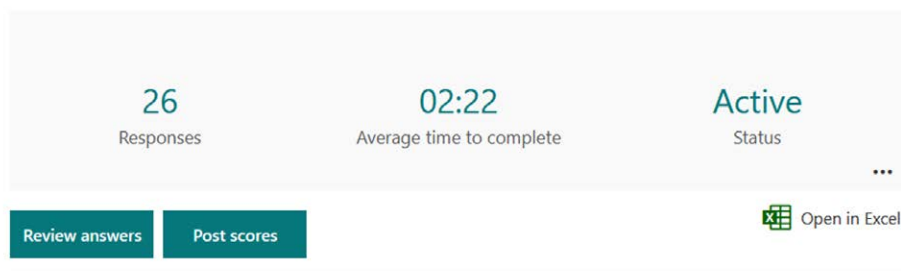 26
Responses
02:22
Average time to complete
Active
Status
...
Review answers
Post scores
Open in Excel